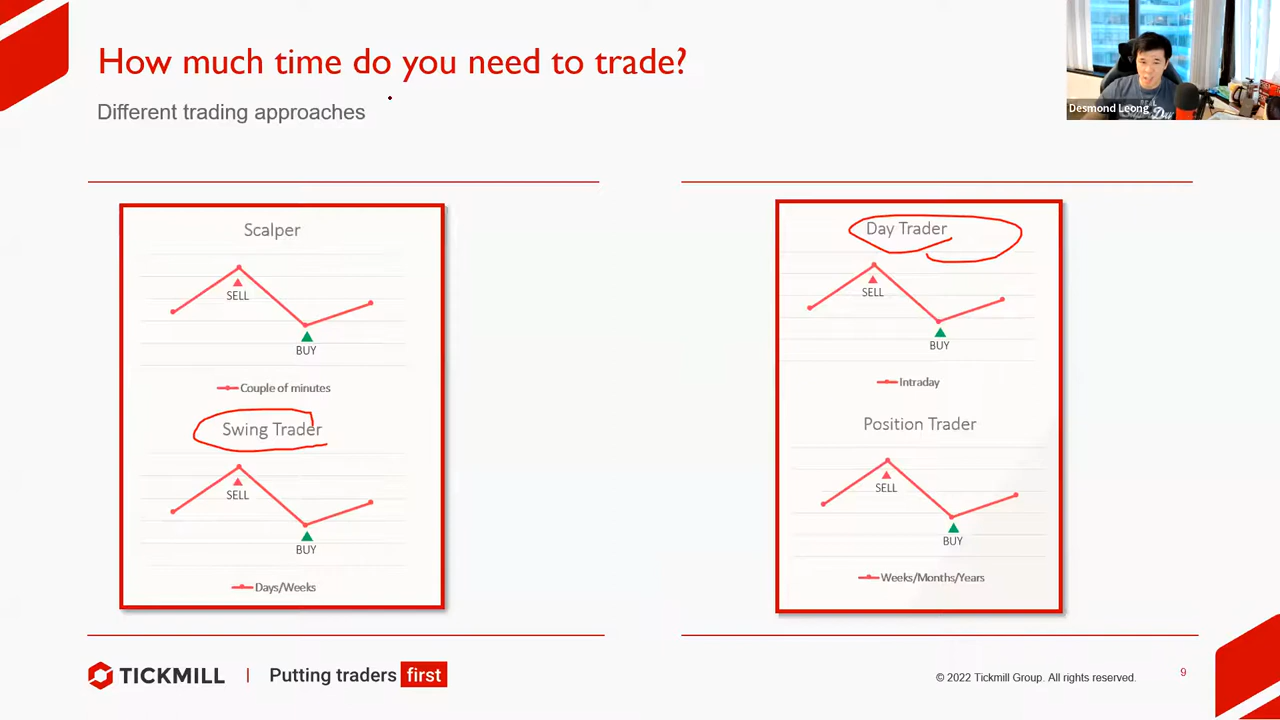 How much time do you need to trade?
Different trading approaches
Desmond Leong
Scalper
SELL
BUY
Couple of minutes
Swing Trader
SELL
BUY
Days/Weeks
Day Trader
SELL
BUY
Intraday
Position Trader
SELL
BUY
Weeks/Months/Years
TICKMILL | Putting traders first
© 2022 Tickmill Group. All rights reserved. 9